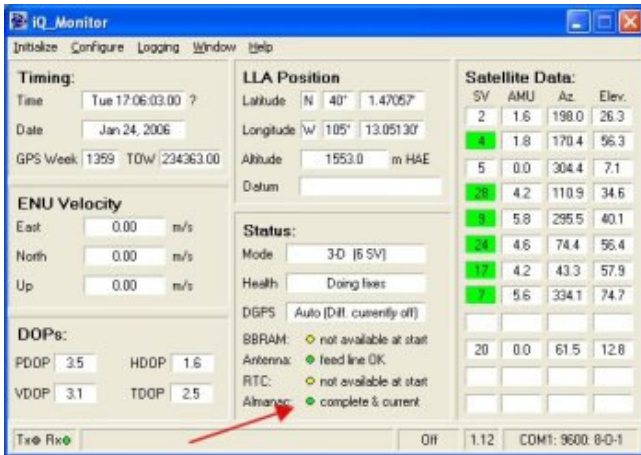 iQ_Monitor
Initialize Configure Logging Window Help
Timing:
Time Tue 17:06:03.00 ?
Date Jan 24, 2006
GPS Week 1359 TOW 234363.00
ENU Velocity
East 0.00 m/s
North 0.00 m/s
Up 0.00 m/s
DOPs:
PDOP 3.5 HDOP 1.6
VDOP 3.1 TDOP 2.5
LLA Position
Latitude N 40° 1.47057'
Longitude W 105° 13.05130'
Altitude 1553.0 m HAE
Datum
Status:
Mode 3-D (6 SV)
Health Doing fixes
DGPS Auto (Diff. currently off)
BBRAM: not available at start
Antenna: feed line OK
RTC: not available at start
Almanac: complete & current
Satellite Data:
SV AMU Az. Elev.
2 1.6 198.0 26.3
4 1.8 170.4 56.3
5 0.0 304.4 7.1
28 4.2 110.9 34.6
9 5.8 295.5 40.1
24 4.6 74.4 56.4
17 4.2 43.3 57.9
7 5.6 334.1 74.7
20 0.0 61.5 12.8
Tx Rx Off 1.12 COM1: 9600: 8-O-1